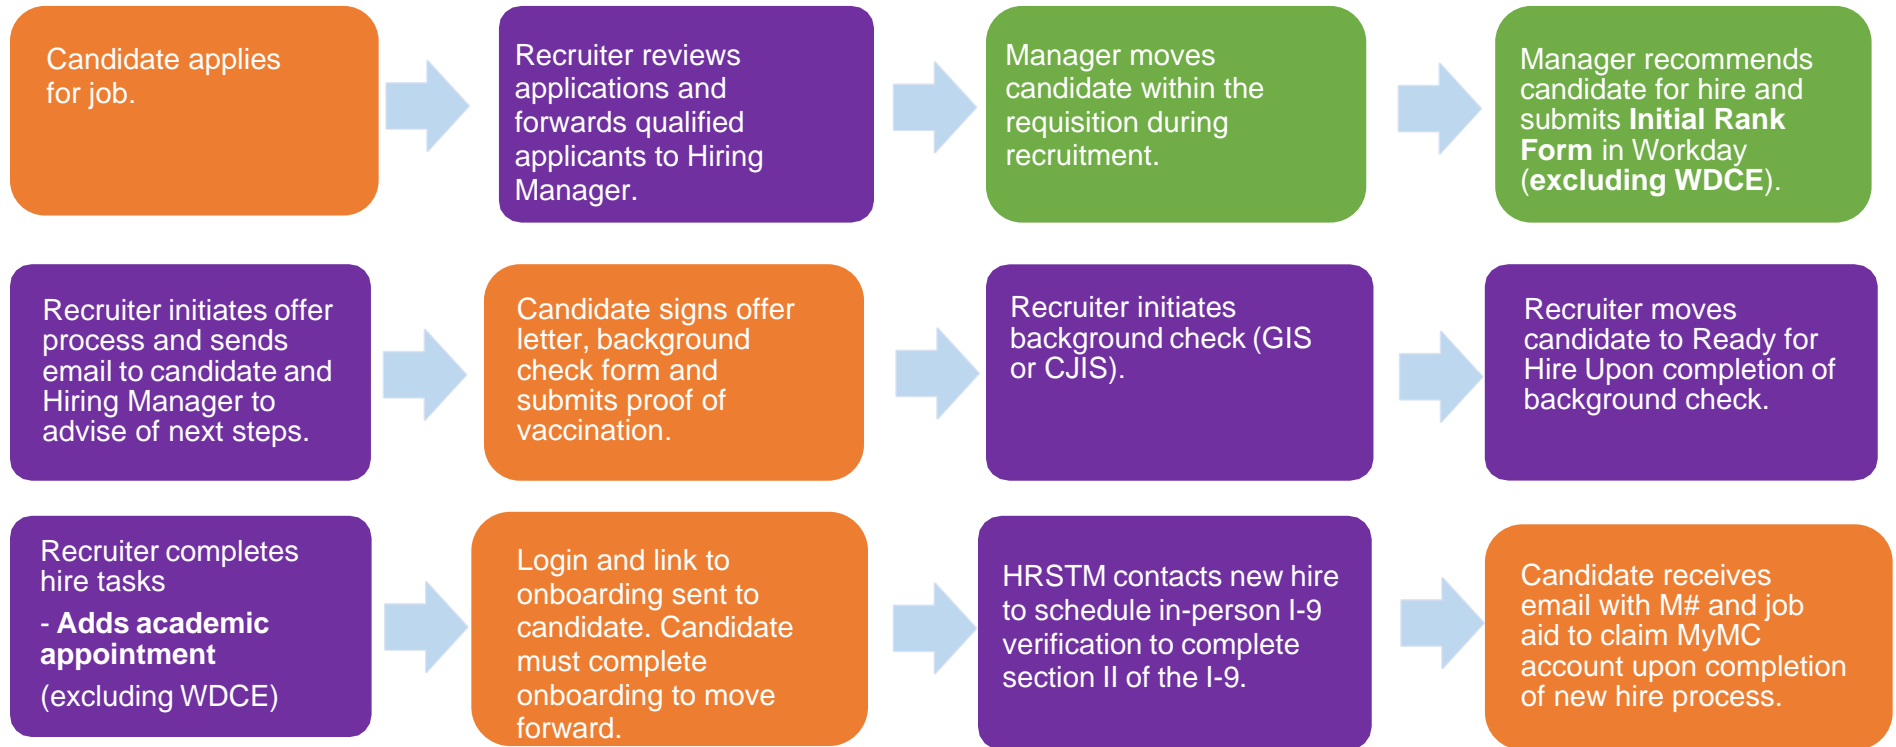 Candidate applies
for job.
Recruiter reviews
applications and
forwards qualified
applicants to Hiring
Manager.
Manager moves
candidate within the
requisition during
recruitment.
Manager recommends
candidate for hire and
submits Initial Rank
Form in Workday
(excluding WDCE).
Recruiter initiates offer
process and sends
email to candidate and
Hiring Manager to
advise of next steps.
Candidate signs offer
letter, background
check form and
submits proof of
vaccination.
Recruiter initiates
background check (GIS
or CJIS).
Recruiter moves
candidate to Ready for
Hire Upon completion of
background check.
Recruiter completes
hire tasks
- Adds academic
appointment
(excluding WDCE)
Login and link to
onboarding sent to
candidate. Candidate
must complete
onboarding to move
forward.
HRSTM contacts new hire
to schedule in-person I-9
verification to complete
section II of the I-9.
Candidate receives
email with M# and job
aid to claim MyMC
account upon completion
of new hire process.